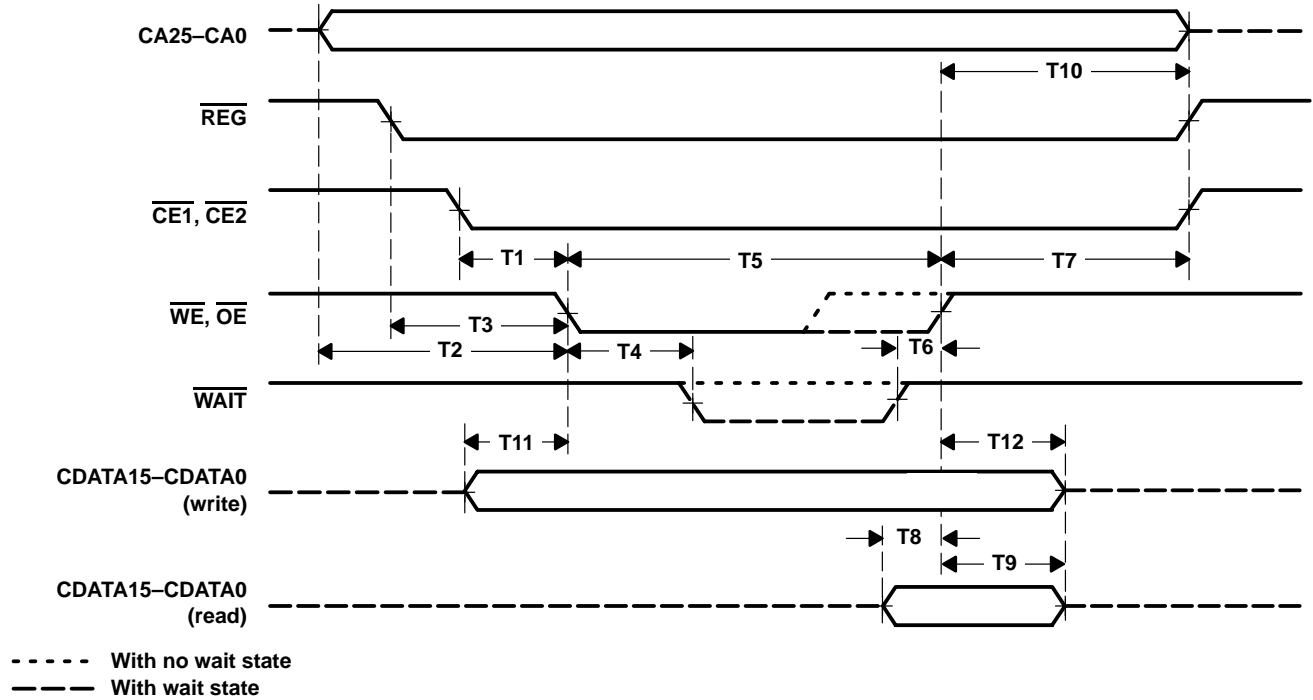 CA25–CA0
T10
REG
CE1, CE2
T1
T5
T7
WE, OE
T3
T2
T4
T6
WAIT
T11
T12
CDATA15–CDATA0
(write)
T8
T9
CDATA15–CDATA0
(read)
With no wait state
With wait state